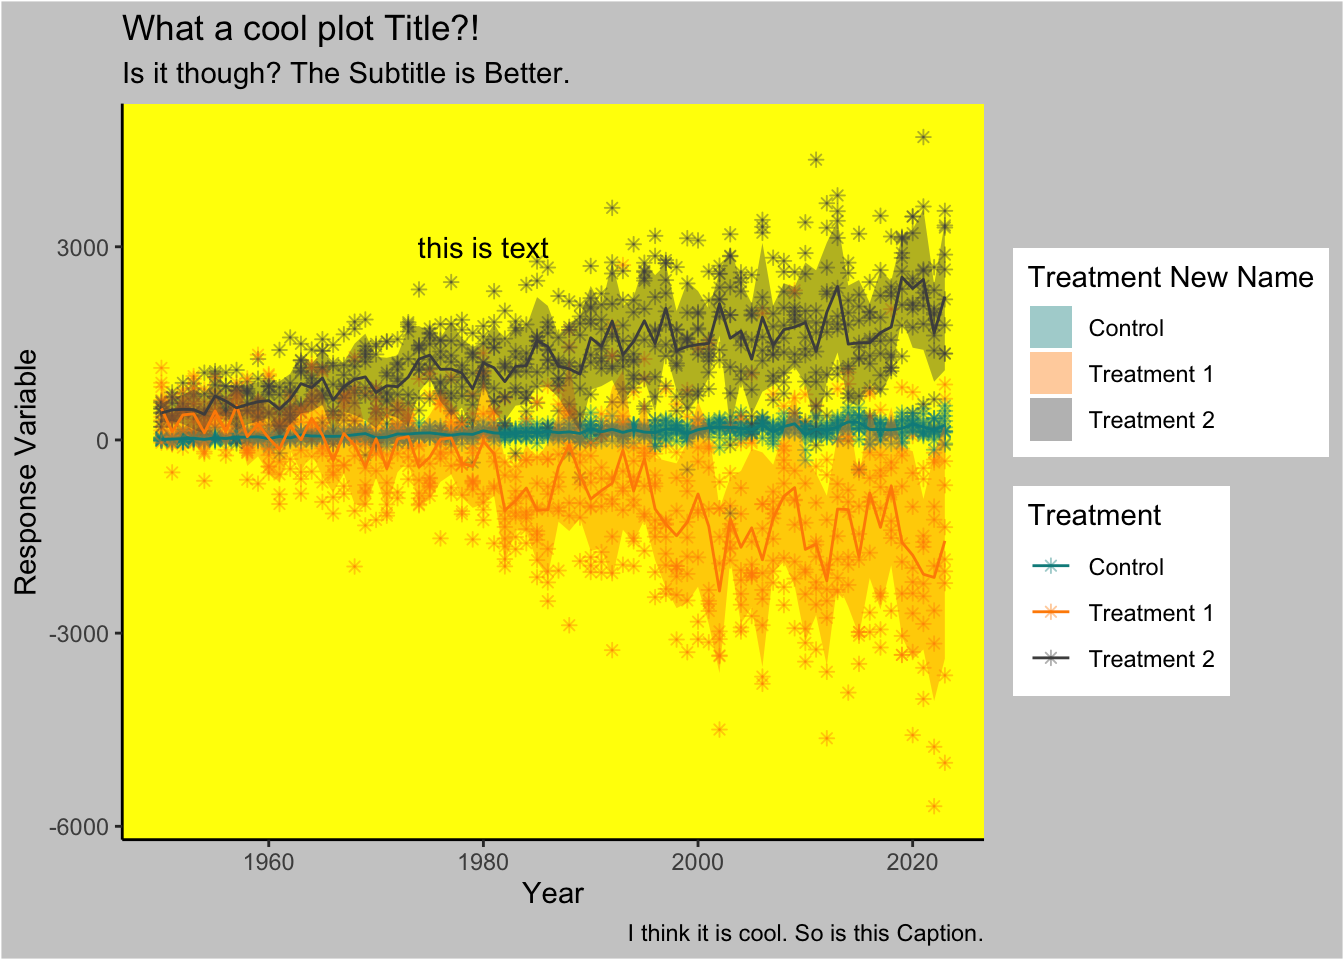 What a cool plot Title?!
Is it though? The Subtitle is Better.
this is text
3000
0
-3000
-6000
Response Variable
1960
1980
2000
2020
Year
I think it is cool. So is this Caption.
Treatment New Name
Control
Treatment 1
Treatment 2
Treatment
Control
Treatment 1
Treatment 2